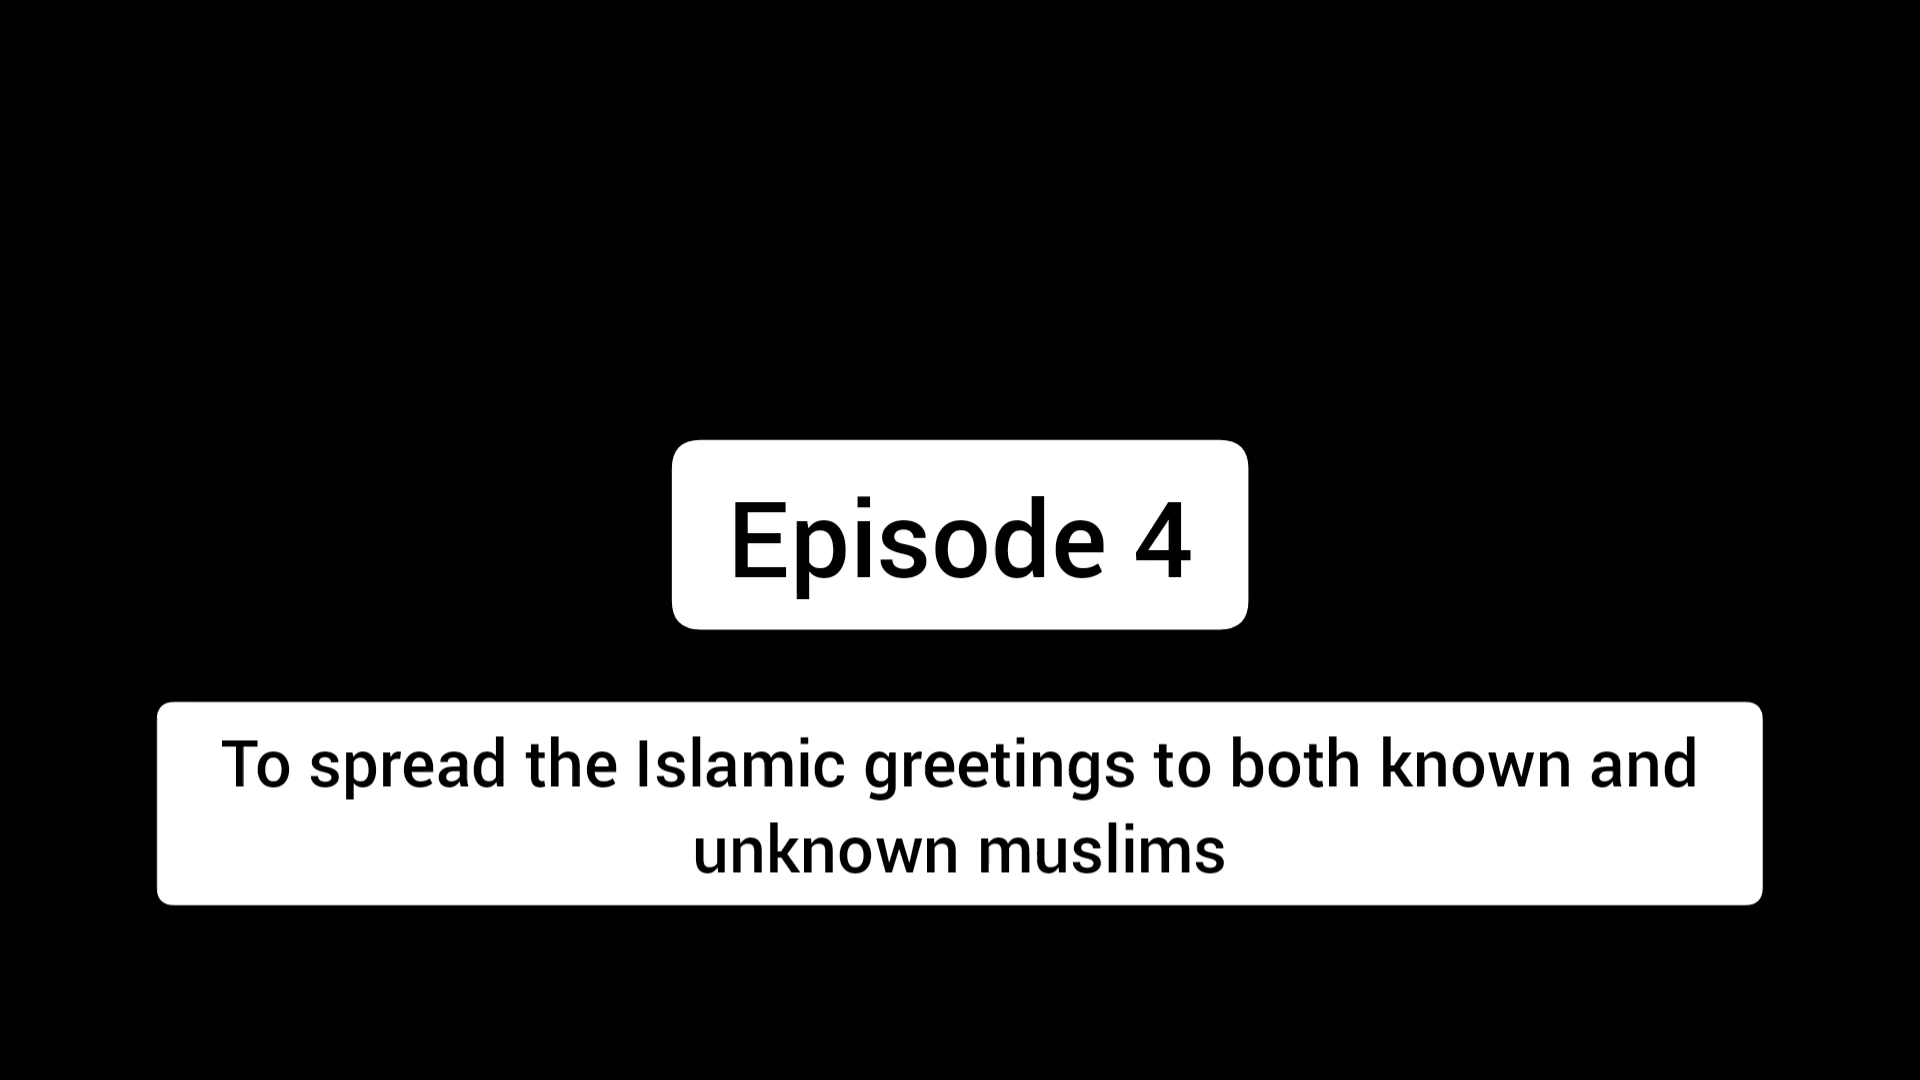 Episode 4
To spread the Islamic greetings to both known and
unknown muslims